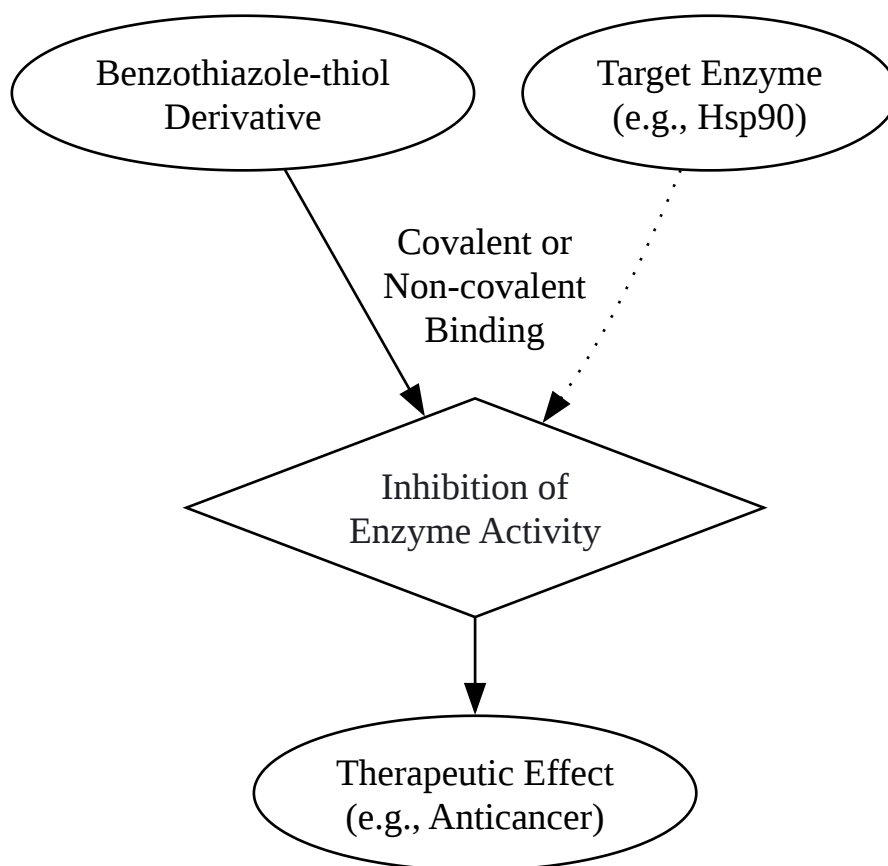 Benzothiazole-thiol
Derivative
Target Enzyme
(e.g., Hsp90)
Covalent or
Non-covalent
Binding
Inhibition of
Enzyme Activity
Therapeutic Effect
(e.g., Anticancer)